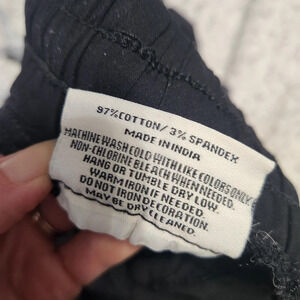 97% COTTON/ 3% SPANDEX
MADE IN INDIA
MACHINE WASH COLD WITH LIKE COLORS ONLY
NON-CHLORINE BLEACH WHEN NEEDED.
HANG OR TUMBLE DRY LOW.
WARM IRON IF NEEDED.
DO NOT IRON DECORATION.
MAY BE DRY CLEANED.